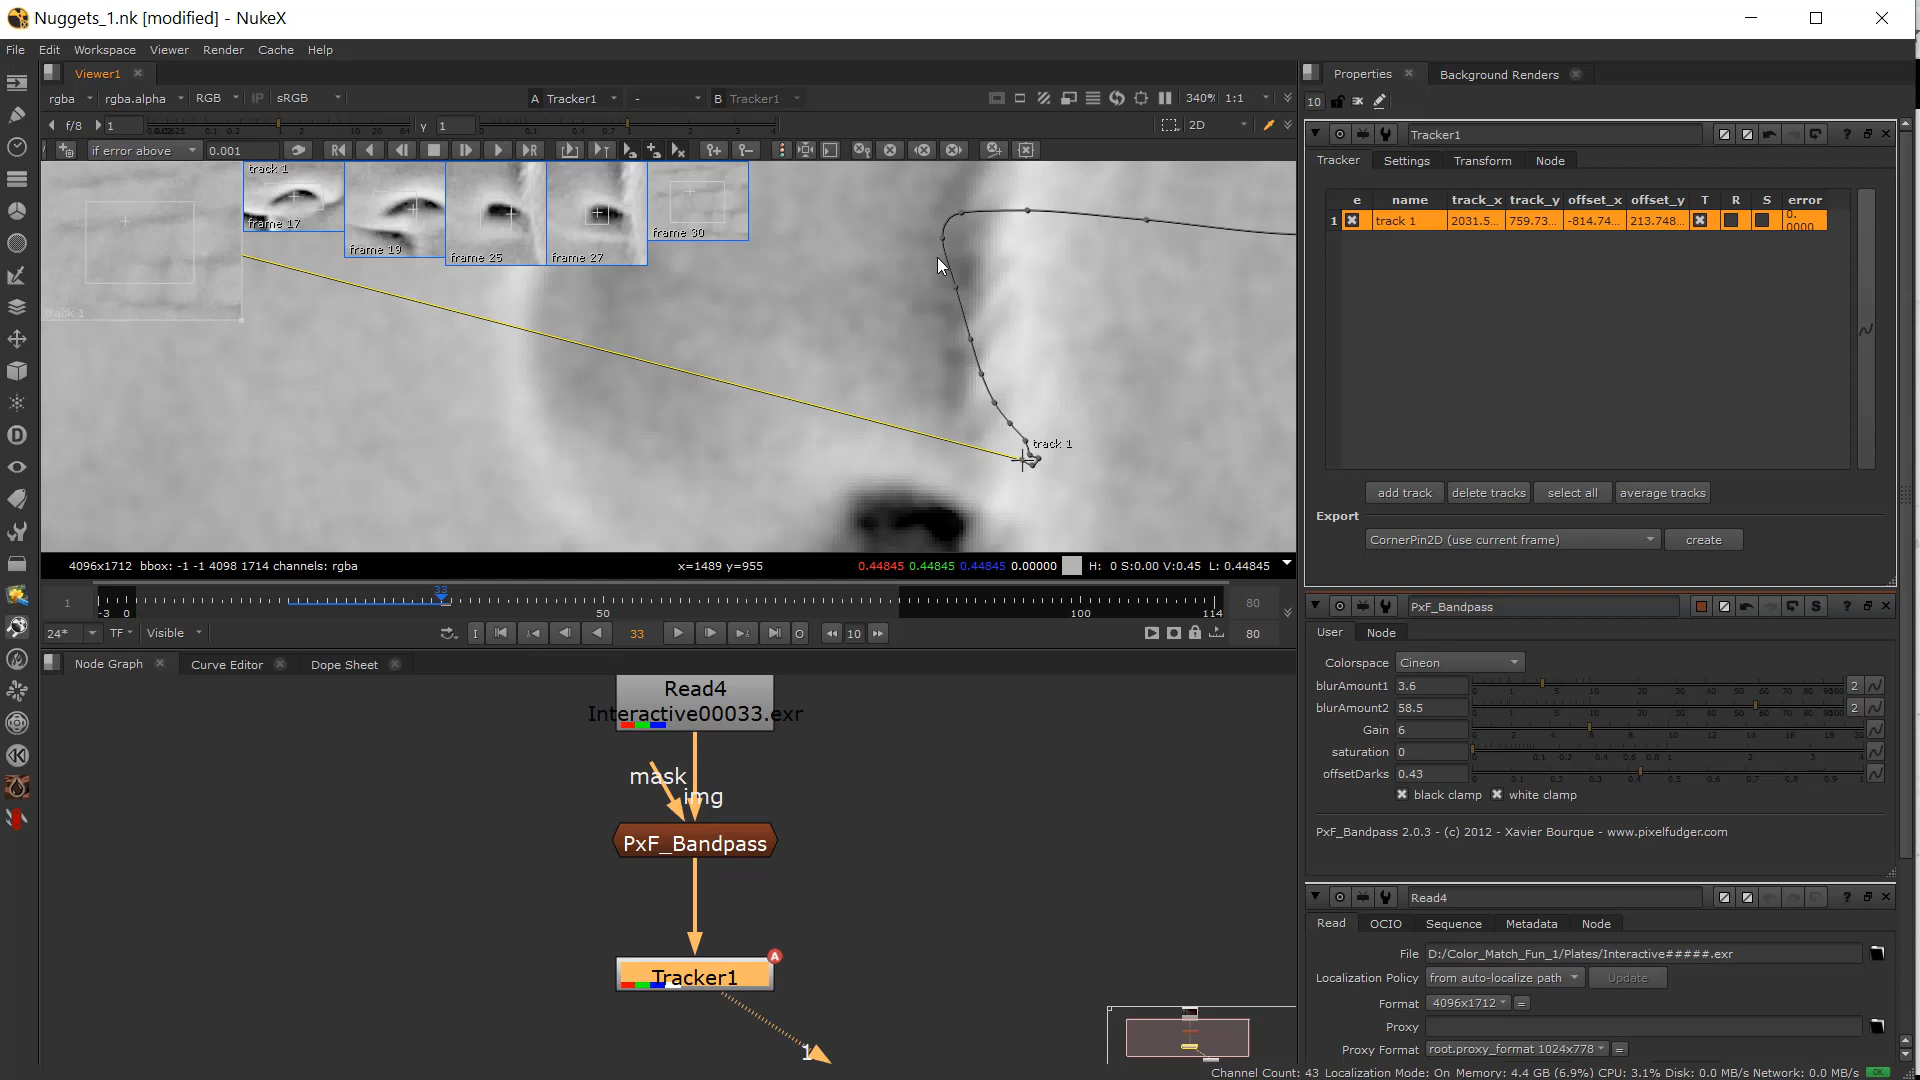 Nuggets_1.nk [modified] - NukeX
File Edit Workspace Viewer Render Cache Help
Viewer1
rgba rgba.alpha RGB IP sRGB A Tracker1 - B Tracker1 340% 1:1
f/8 1 γ 1 2D
if error above 0.001
track 1
frame 17
frame 19
frame 25
frame 27
frame 30
track 1
track 1
4096x1712 bbox: -1 -1 4098 1714 channels: rgba x=1489 y=955 0.44845 0.44845 0.44845 0.00000 H: 0 S:0.00 V:0.45 L: 0.44845
1 -3 0 33 50 100 114 80
24* TF Visible I 33 O 10 80
Node Graph Curve Editor Dope Sheet
Read4
Interactive00033.exr
mask
img
PxF_Bandpass
Tracker1
A
1
Properties Background Renders
10
Tracker1
Tracker Settings Transform Node
e name track_x track_y offset_x offset_y T R S error
1 track 1 2031.5... 759.73... -814.74... 213.748... 0.0000
add track delete tracks select all average tracks
Export
CornerPin2D (use current frame) create
PxF_Bandpass S
User Node
Colorspace Cineon
blurAmount1 3.6 2
blurAmount2 58.5 2
Gain 6
saturation 0
offsetDarks 0.43
black clamp white clamp
PxF_Bandpass 2.0.3 - (c) 2012 - Xavier Bourque - www.pixelfudger.com
Read4
Read OCIO Sequence Metadata Node
File D:/Color_Match_Fun_1/Plates/Interactive#####.exr
Localization Policy from auto-localize path Update
Format 4096x1712 =
Proxy
Proxy Format root.proxy_format 1024x778 =
Channel Count: 43 Localization Mode: On Memory: 4.4 GB (6.9%) CPU: 3.1% Disk: 0.0 MB/s Network: 0.0 MB/s OK